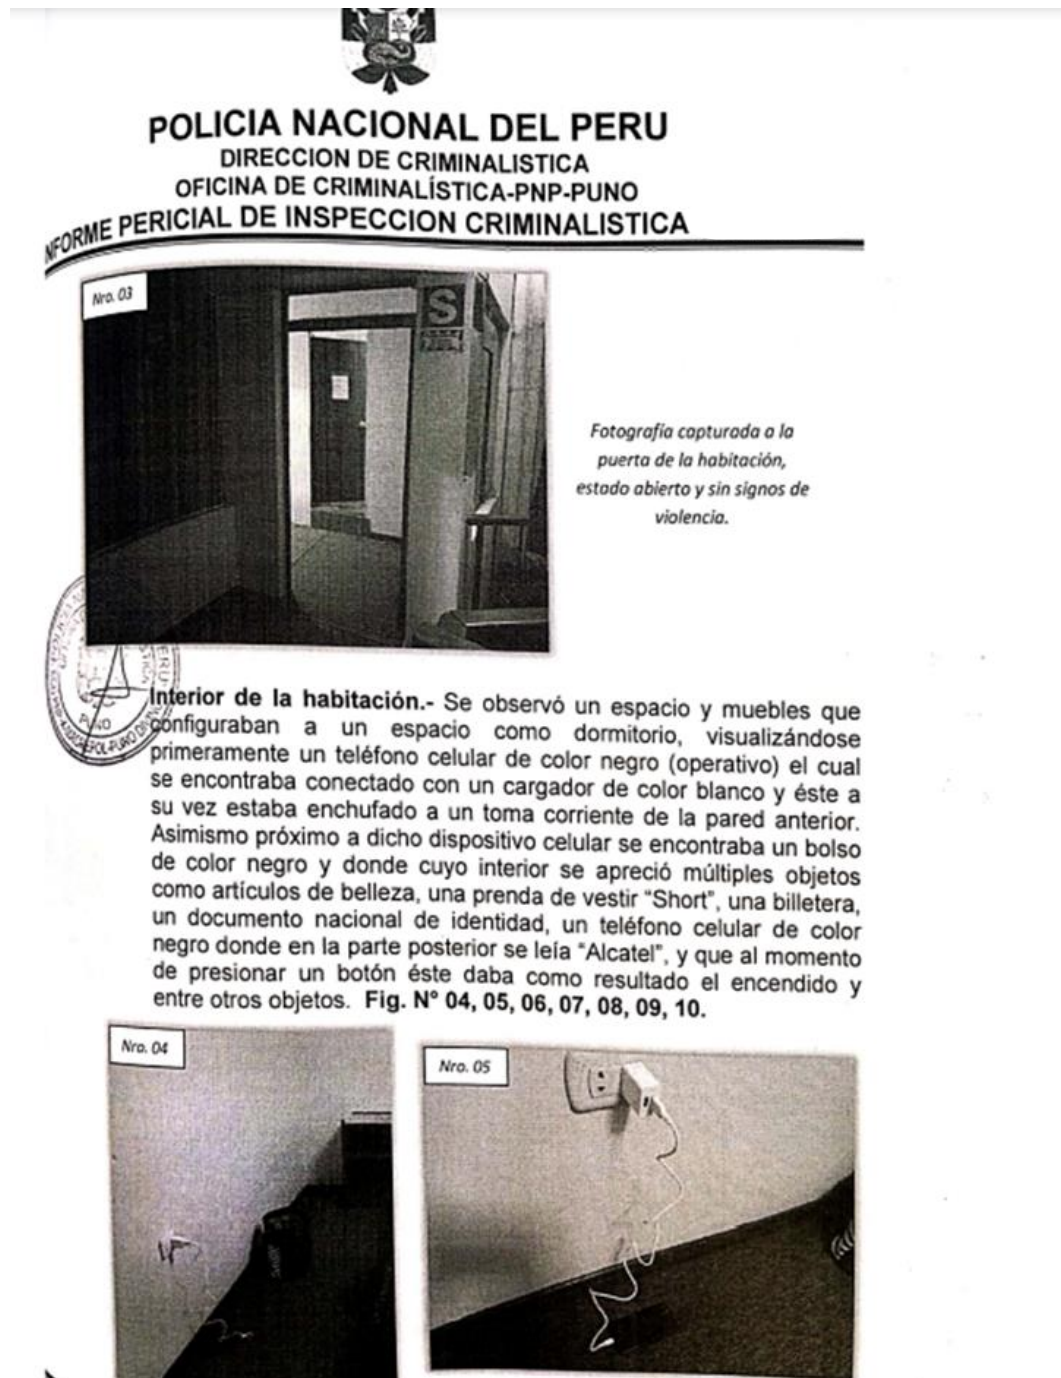 POLICIA NACIONAL DEL PERU
DIRECCION DE CRIMINALISTICA
OFICINA DE CRIMINALÍSTICA-PNP-PUNO
NFORME PERICIAL DE INSPECCION CRIMINALISTICA
Nro. 03
S
Fotografía capturada a la
puerta de la habitación,
estado abierto y sin signos de
violencia.
PUNO
Interior de la habitación.- Se observó un espacio y muebles que
configuraban a un espacio como dormitorio, visualizándose
primeramente un teléfono celular de color negro (operativo) el cual
se encontraba conectado con un cargador de color blanco y éste a
su vez estaba enchufado a un toma corriente de la pared anterior.
Asimismo próximo a dicho dispositivo celular se encontraba un bolso
de color negro y donde cuyo interior se apreció múltiples objetos
como artículos de belleza, una prenda de vestir “Short”, una billetera,
un documento nacional de identidad, un teléfono celular de color
negro donde en la parte posterior se leía “Alcatel”, y que al momento
de presionar un botón éste daba como resultado el encendido y
entre otros objetos. Fig. N° 04, 05, 06, 07, 08, 09, 10.
Nro. 04
Nro. 05